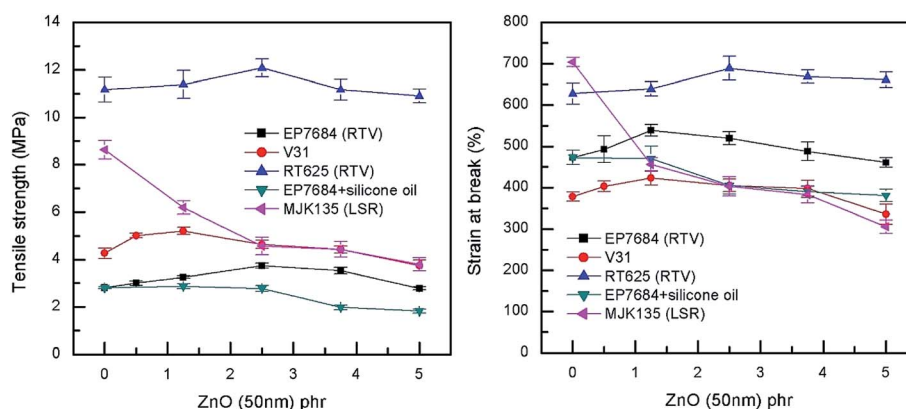 14
12
10
8
6
4
2
0
Tensile strength (MPa)
EP7684 (RTV)
V31
RT625 (RTV)
EP7684+silicone oil
MJK135 (LSR)
0 1 2 3 4 5
ZnO (50nm) phr
800
700
600
500
400
300
200
100
0
Strain at break (%)
EP7684 (RTV)
V31
RT625 (RTV)
EP7684+silicone oil
MJK135 (LSR)
0 1 2 3 4 5
ZnO (50nm) phr